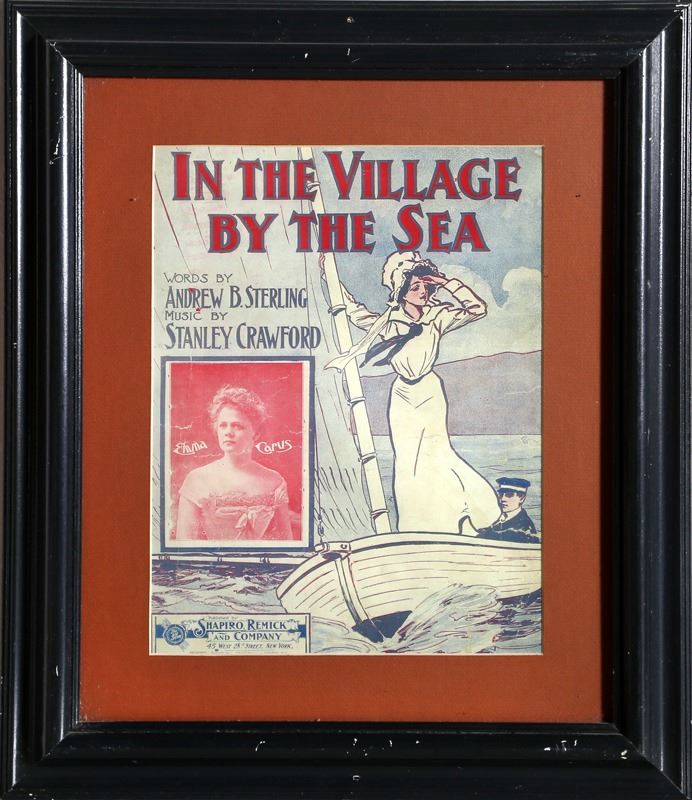 IN THE VILLAGE
BY THE SEA
WORDS BY
ANDREW B. STERLING
MUSIC BY
STANLEY CRAWFORD
Emma Carus
SHAPIRO, REMICK
AND COMPANY
45 WEST 28th STREET, NEW YORK.